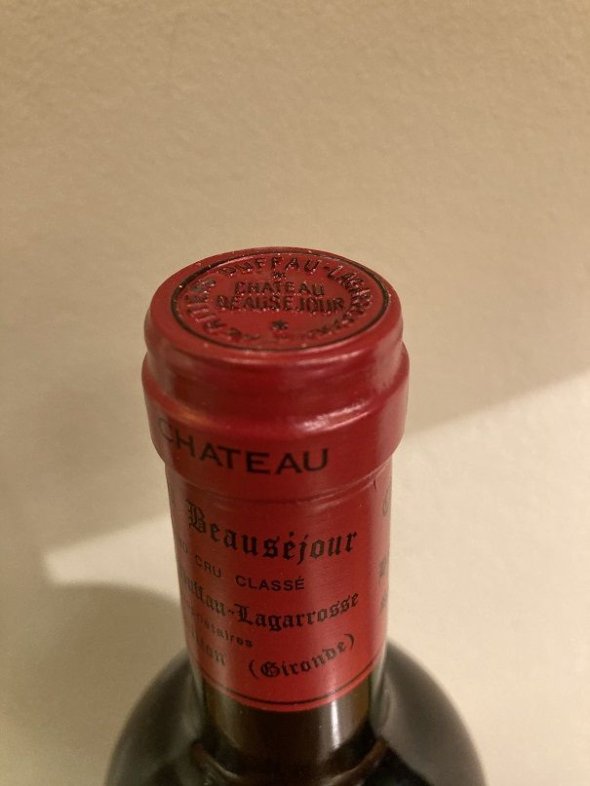 DUFFAU-LAGARROSSE
CHATEAU
BEAUSEJOUR
CHATEAU
Beauséjour
CRU CLASSÉ
Duffau-Lagarrosse
(Gironde)